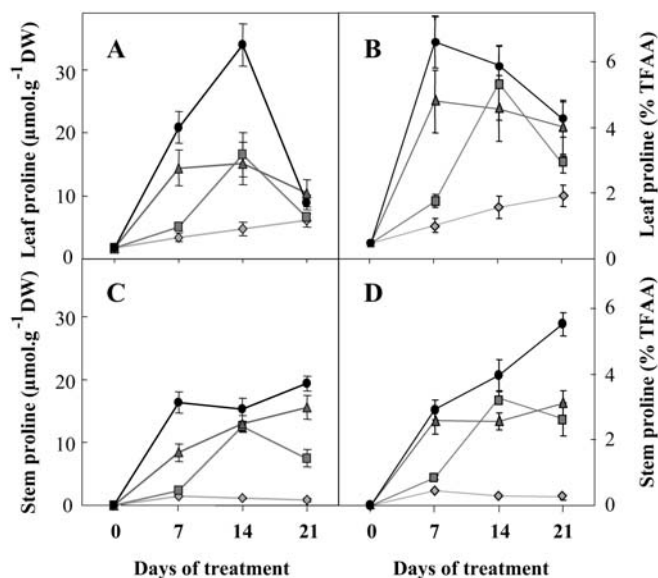 A
B
30
20
10
0
Leaf proline (µmol.g⁻¹ DW)
6
4
2
0
Leaf proline (% TFAA)
C
D
30
20
10
0
Stem proline (µmol.g⁻¹ DW)
6
4
2
0
Stem proline (% TFAA)
0 7 14 21
0 7 14 21
Days of treatment
Days of treatment